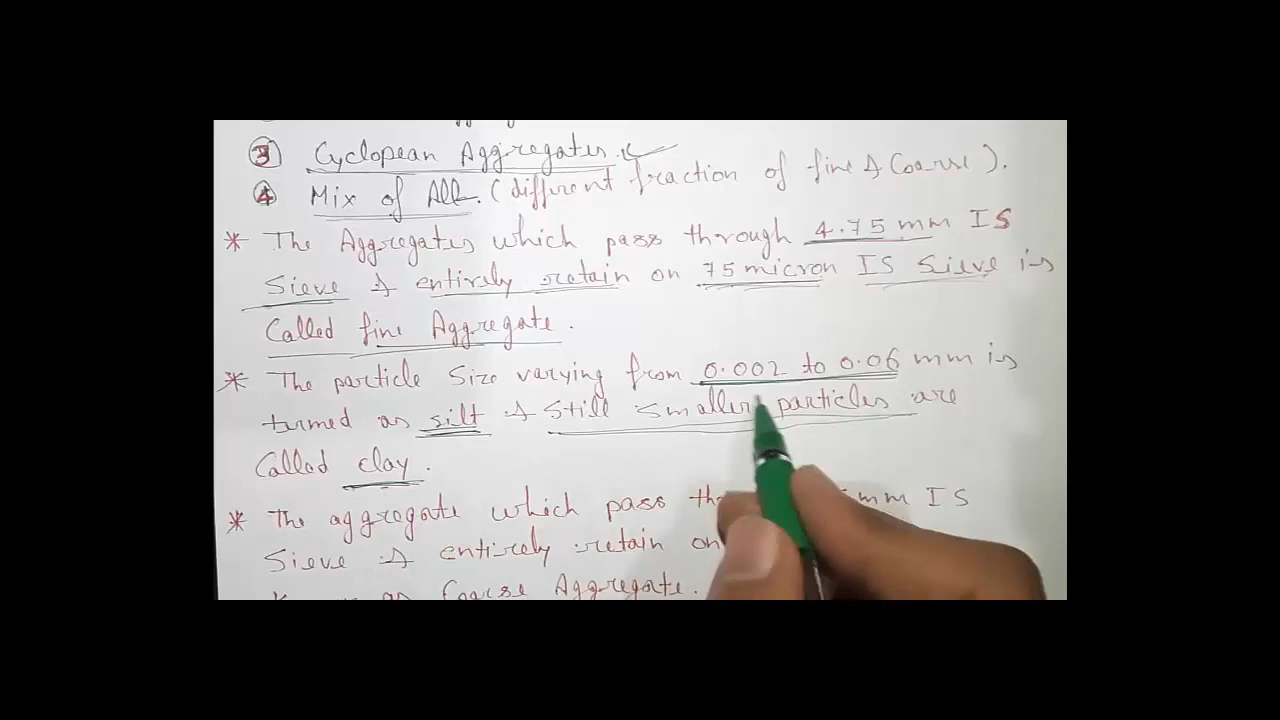 ③ Cyclopean Aggregates.
④ Mix of All. (different fraction of fine & Coarse).
* The Aggregates which pass through 4.75 mm IS
Sieve & entirely retain on 75 micron IS Sieve is
Called fine Aggregate.
* The particle size varying from 0.002 to 0.06 mm is
termed as silt & still smaller particles are
Called clay.
* The aggregate which pass mm IS
Sieve & entirely retain on
as Coarse Aggregate.